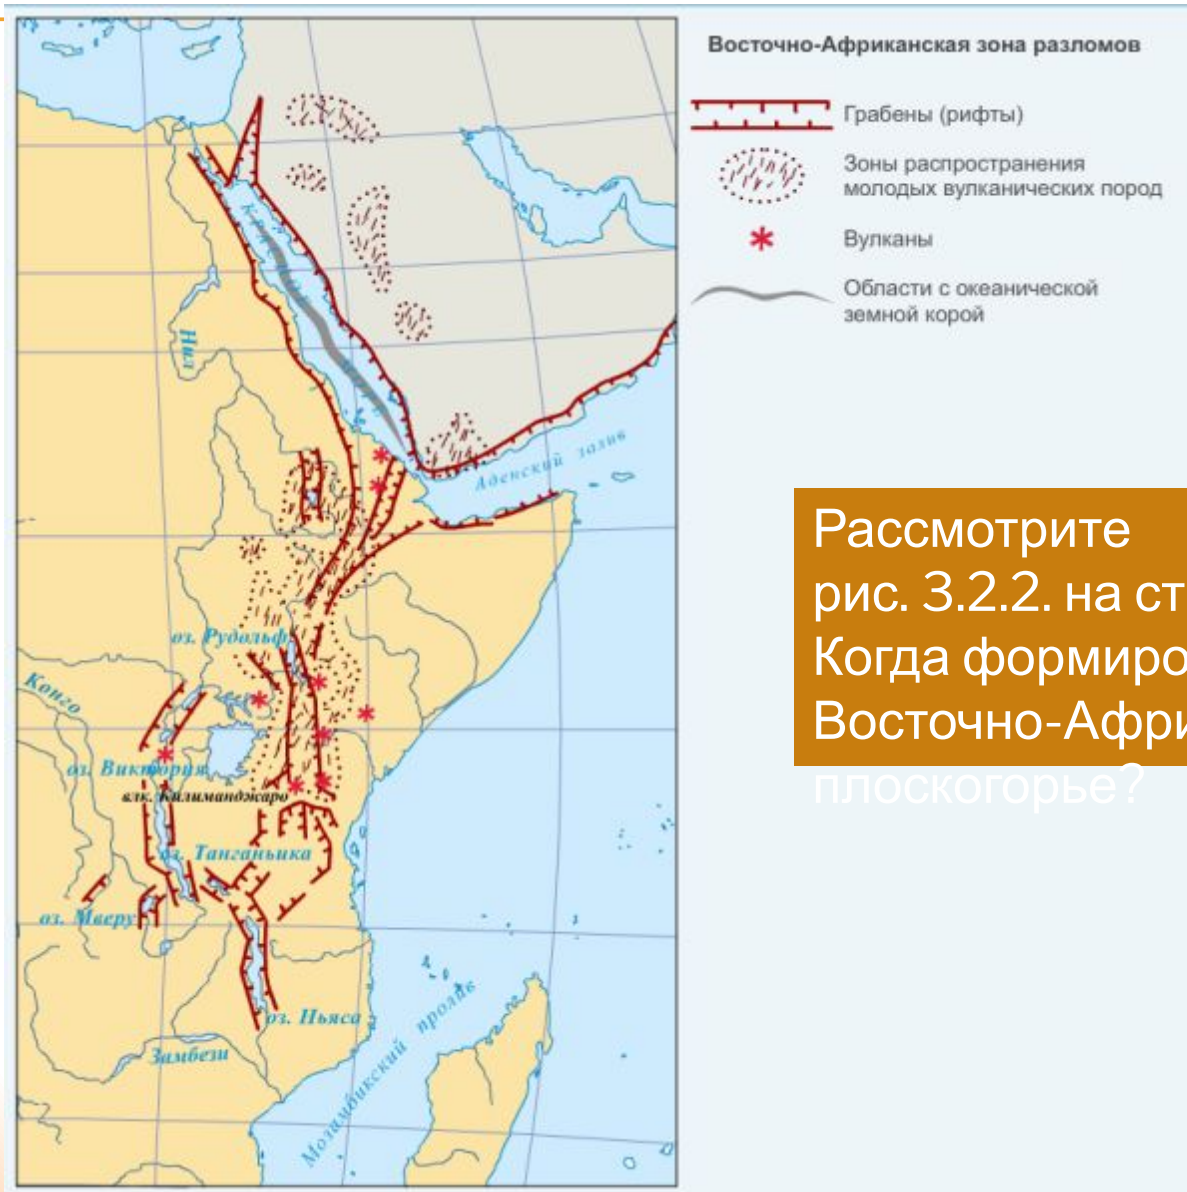 Восточно-Африканская зона разломов
Грабены (рифты)
Зоны распространения
молодых вулканических пород
Вулканы
Области с океанической
земной корой
Красное море
Нил
Аденский залив
оз. Рудольф
Конго
оз. Виктория
влк. Килиманджаро
оз. Танганьика
оз. Мверу
оз. Ньяса
Замбези
Мозамбикский пролив
Рассмотрите
рис. 3.2.2. на ст
Когда формиро
Восточно-Афри
плоскогорье?